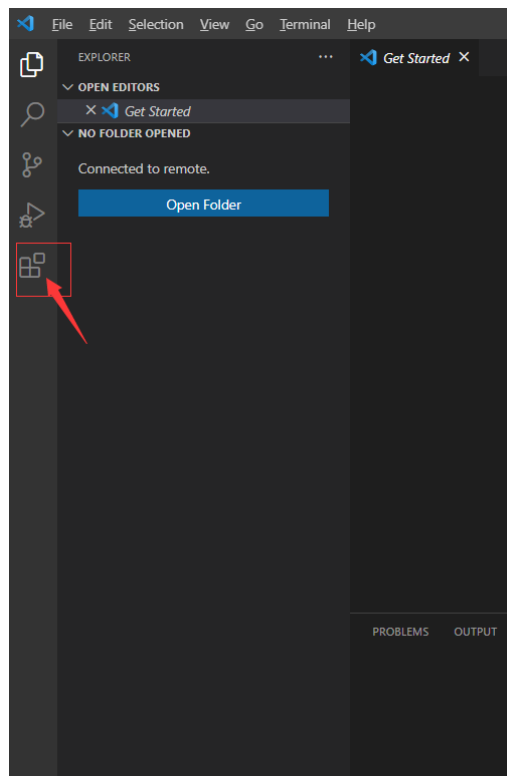 File Edit Selection View Go Terminal Help
EXPLORER
Get Started
OPEN EDITORS
Get Started
NO FOLDER OPENED
Connected to remote.
Open Folder
PROBLEMS OUTPUT